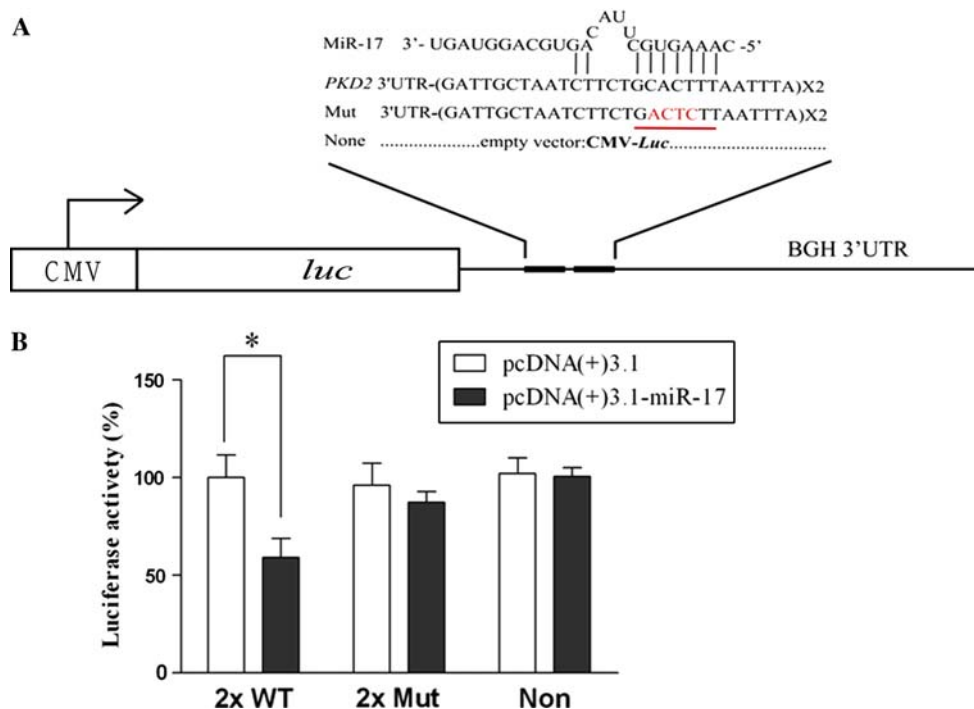 A
C AU U
MiR-17 3'- UGAUGGACGUGA CGUGAAAC -5'
PKD2 3'UTR-(GATTGCTAATCTTCTGCACTTTAATTTA)X2
Mut 3'UTR-(GATTGCTAATCTTCTGACTCTTAATTTA)X2
None ..................empty vector:CMV-Luc...........................
CMV luc BGH 3'UTR
B
*
pcDNA(+)3.1
pcDNA(+)3.1-miR-17
Luciferase activety (%)
150
100
50
0
2x WT 2x Mut Non